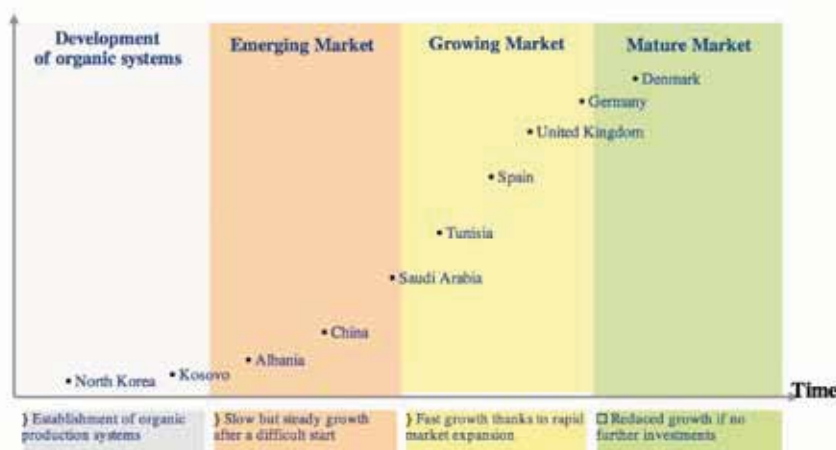 Development
of organic systems
Emerging Market
Growing Market
Mature Market
Denmark
Germany
United Kingdom
Spain
Tunisia
Saudi Arabia
China
Albania
Kosovo
North Korea
Time
} Establishment of organic
production systems
} Slow but steady growth
after a difficult start
} Fast growth thanks to rapid
market expansion
☐ Reduced growth if no
further investments